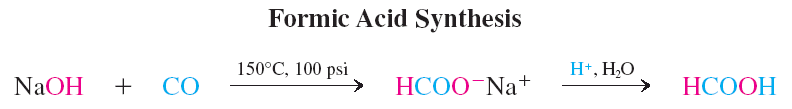 Formic Acid Synthesis
NaOH + CO 150°C, 100 psi HCOO⁻Na⁺ H⁺, H₂O HCOOH